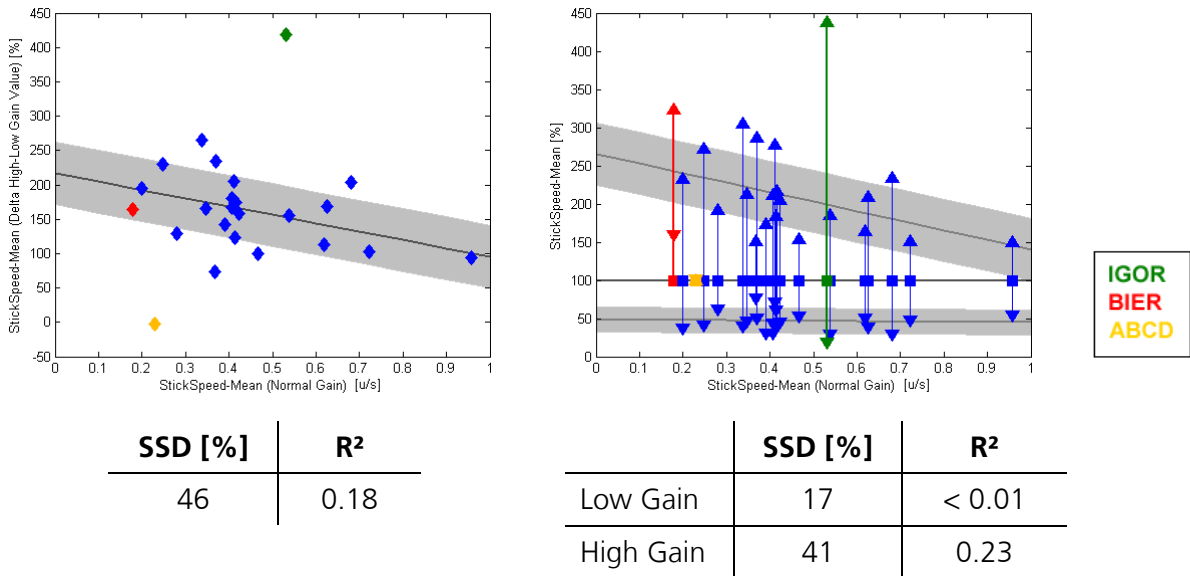 StickSpeed-Mean (Delta High-Low Gain Value) [%]
450
400
350
300
250
200
150
100
50
0
-50
0 0.1 0.2 0.3 0.4 0.5 0.6 0.7 0.8 0.9 1
StickSpeed-Mean (Normal Gain) [u/s]
StickSpeed-Mean [%]
450
400
350
300
250
200
150
100
50
0
0 0.1 0.2 0.3 0.4 0.5 0.6 0.7 0.8 0.9 1
StickSpeed-Mean (Normal Gain) [u/s]
IGOR
BIER
ABCD
SSD [%] R²
46 0.18
SSD [%] R²
Low Gain 17 < 0.01
High Gain 41 0.23